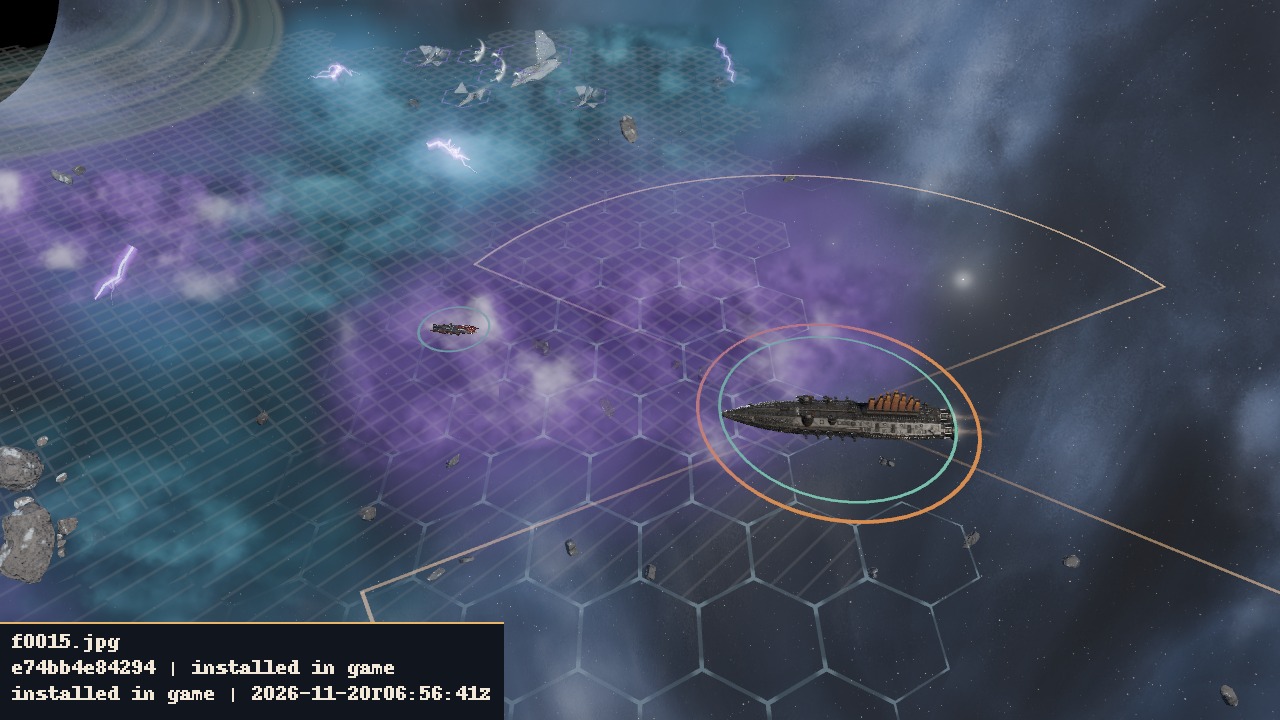 f0015.jpg
e74bb4e84294 | installed in game
installed in game | 2026-11-20T06:56:41Z